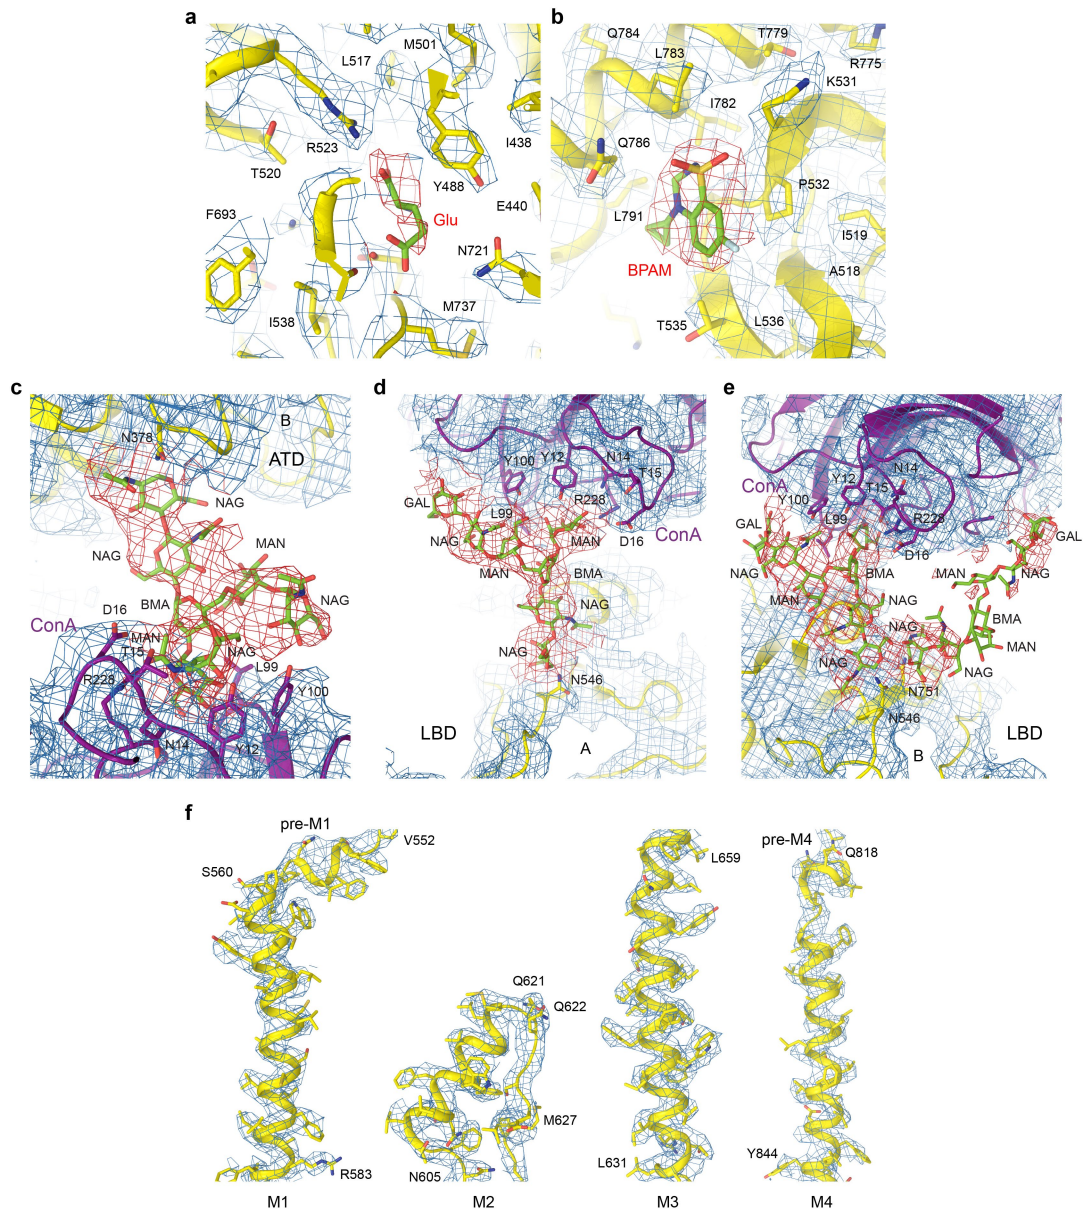 a
M501
L517
R523
I438
T520
Y488
E440
F693
Glu
N721
M737
I538
b
T779
Q784
L783
R775
K531
I782
Q786
P532
L791
I519
BPAM
A518
T535
L536
c
B
N378
ATD
NAG
NAG
MAN
NAG
BMA
D16
ConA
MAN
NAG
T15
L99
R228
Y100
N14
Y12
d
Y12
N14
Y100
T15
GAL
R228
L99
ConA
NAG
D16
MAN
MAN
BMA
NAG
NAG
N546
LBD
A
e
ConA
N14
Y12
T15
Y100
R228
L99
GAL
GAL
D16
NAG
BMA
MAN
NAG
MAN
NAG
BMA
NAG
MAN
NAG
NAG
N751
N546
LBD
B
f
pre-M1
V552
S560
R583
M1
Q621
Q622
M627
N605
M2
L659
L631
M3
pre-M4
Q818
Y844
M4